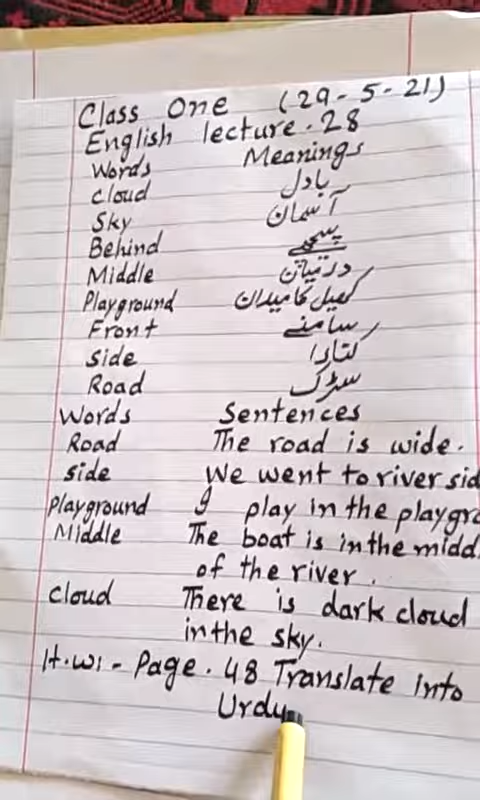 Class One (29-5-21)
English lecture.28
Words Meanings
Cloud بادل
Sky آسمان
Behind پیچھے
Middle درمیان
Playground کھیل کا میدان
Front سامنے
Side کنارا
Road سڑک
Words Sentences
Road The road is wide.
Side We went to river sid
Playground I play in the playgro
Middle The boat is in the midd
of the river.
Cloud There is dark cloud
in the sky.
H.W:- Page.48 Translate into
Urdu